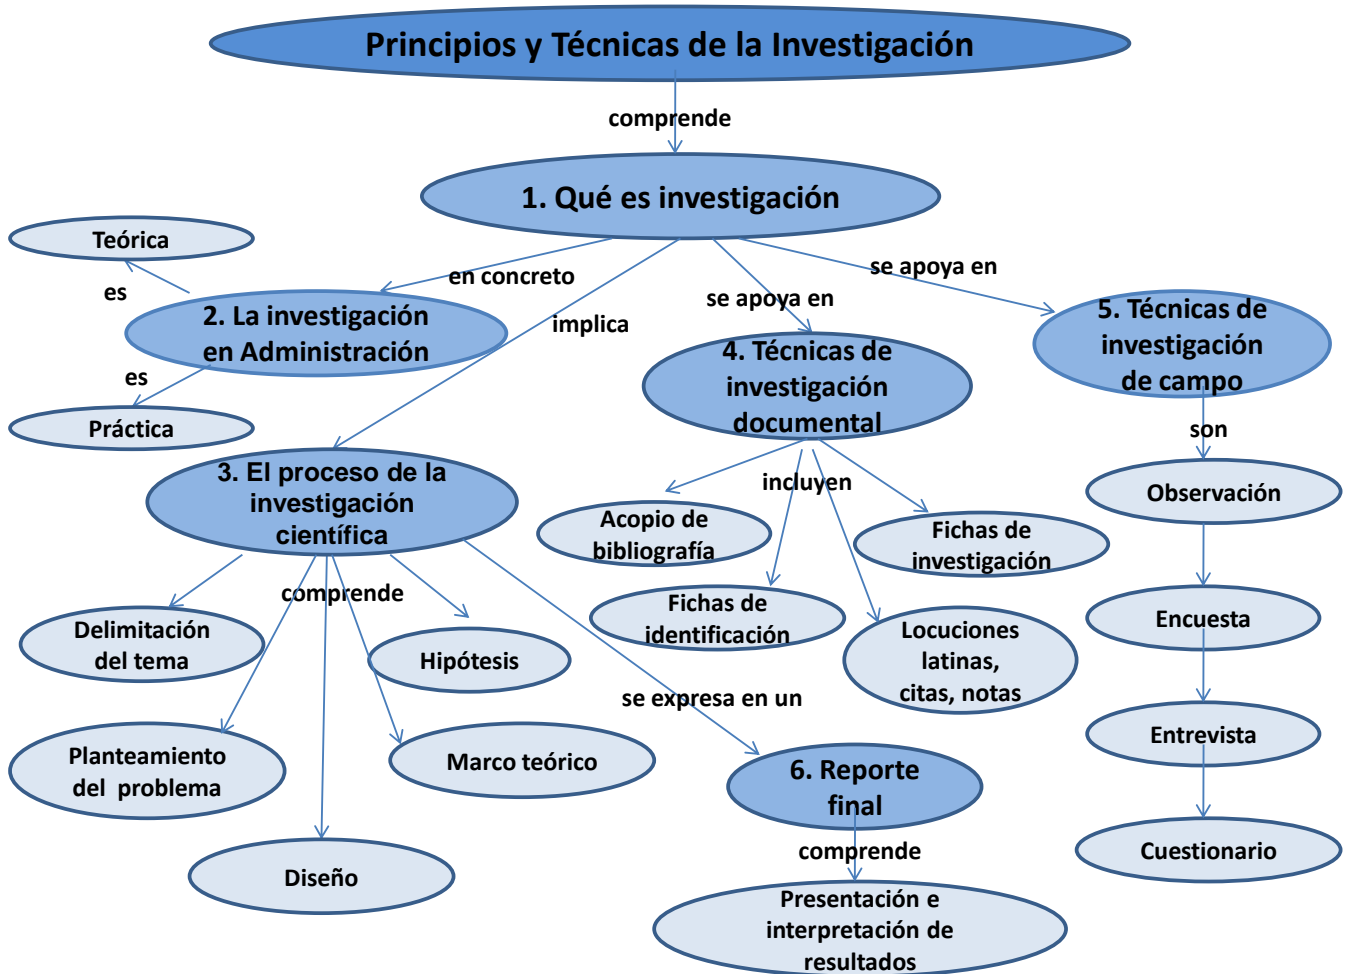 Principios y Técnicas de la Investigación
comprende
1. Qué es investigación
Teórica
es
en concreto
implica
se apoya en
se apoya en
2. La investigación
en Administración
es
Práctica
4. Técnicas de
investigación
documental
5. Técnicas de
investigación
de campo
son
3. El proceso de la
investigación
científica
incluyen
Acopio de
bibliografía
Fichas de
investigación
Fichas de
identificación
Locuciones
latinas,
citas, notas
Observación
Encuesta
Entrevista
Cuestionario
comprende
Delimitación
del tema
Hipótesis
Planteamiento
del  problema
Marco teórico
Diseño
se expresa en un
6. Reporte
final
comprende
Presentación e
interpretación de
resultados